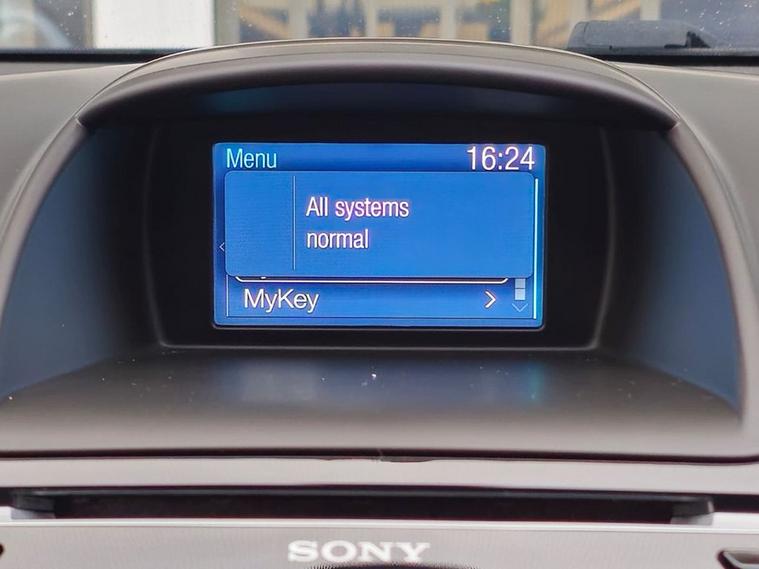 Menu 16:24
All systems
normal
MyKey
SONY